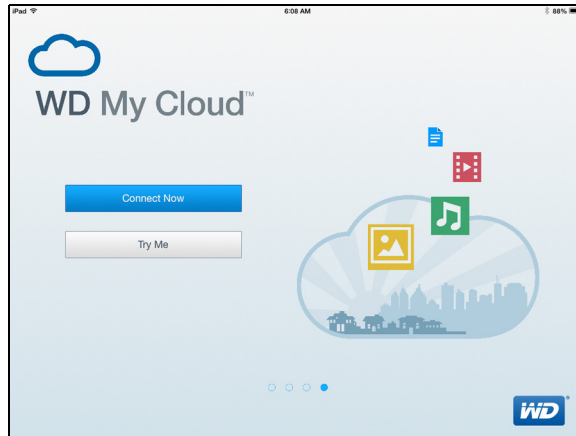 iPad
6:08 AM
88%
WD My Cloud™
Connect Now
Try Me
WD®